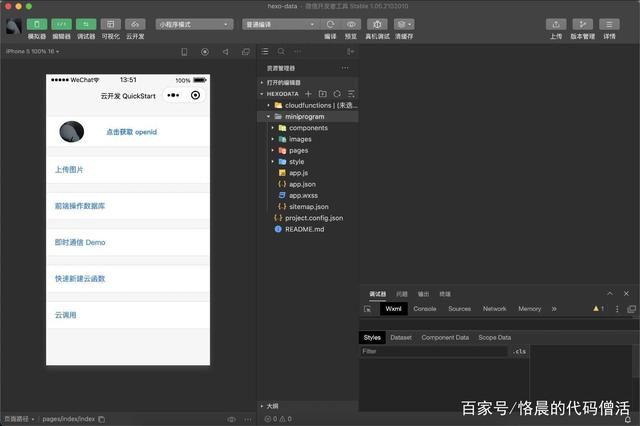 hexo-data - 微信开发者工具 Stable 1.05.2103010
模拟器 编辑器 调试器 可视化 云开发
小程序模式 普通编译
编译 预览 真机调试 清缓存
上传 版本管理 详情
iPhone 5 100% 16
WeChat 13:51 100%
云开发 QuickStart
点击获取 openid
上传图片
前端操作数据库
即时通信 Demo
快速新建云函数
云调用
资源管理器
打开的编辑器
HEXODATA
cloudfunctions | (未选...
miniprogram
components
images
pages
style
app.js
app.json
app.wxss
sitemap.json
project.config.json
README.md
大纲
调试器 问题 输出 终端
Wxml Console Sources Network Memory » 1
Styles Dataset Component Data Scope Data
Filter .cls
页面路径 pages/index/index
0 0
百家号/恪晨的代码僧活